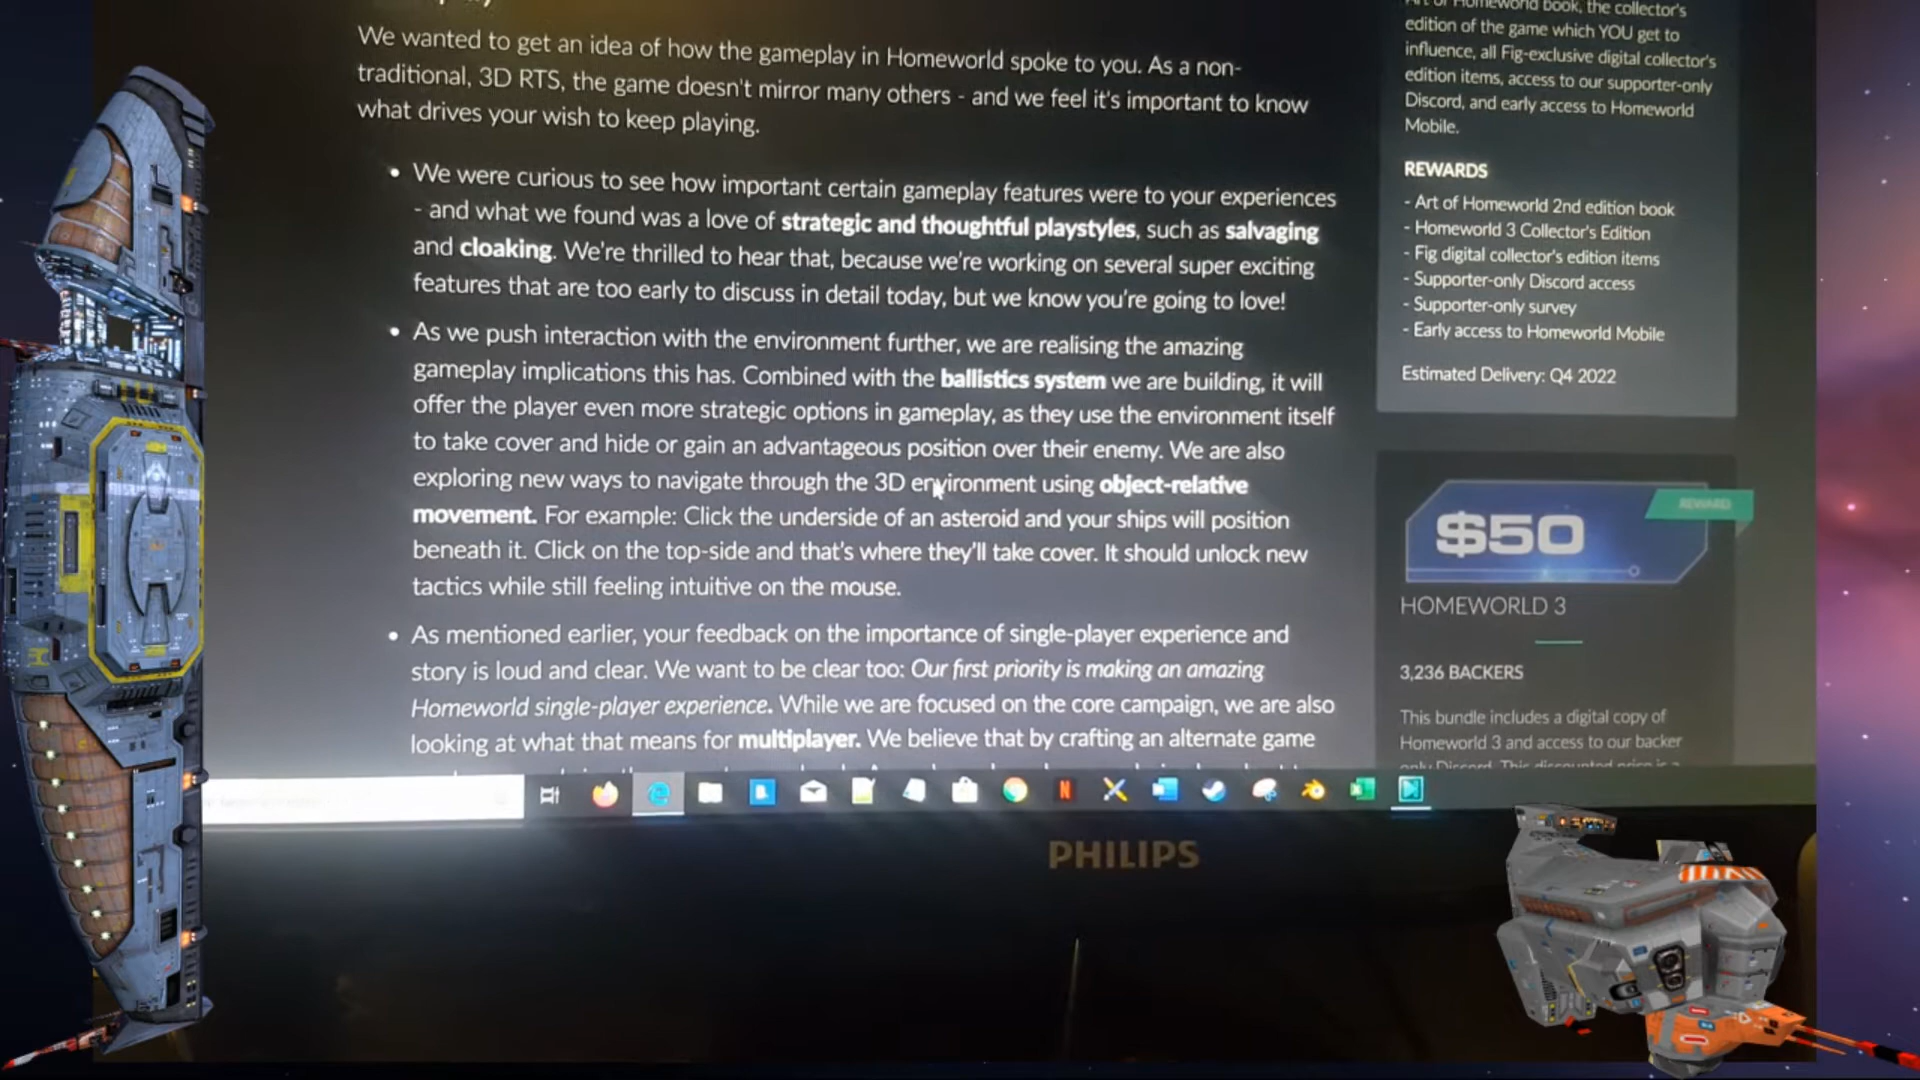 We wanted to get an idea of how the gameplay in Homeworld spoke to you. As a non-
traditional, 3D RTS, the game doesn't mirror many others - and we feel it's important to know
what drives your wish to keep playing.
• We were curious to see how important certain gameplay features were to your experiences
- and what we found was a love of strategic and thoughtful playstyles, such as salvaging
and cloaking. We're thrilled to hear that, because we're working on several super exciting
features that are too early to discuss in detail today, but we know you're going to love!
• As we push interaction with the environment further, we are realising the amazing
gameplay implications this has. Combined with the ballistics system we are building, it will
offer the player even more strategic options in gameplay, as they use the environment itself
to take cover and hide or gain an advantageous position over their enemy. We are also
exploring new ways to navigate through the 3D environment using object-relative
movement. For example: Click the underside of an asteroid and your ships will position
beneath it. Click on the top-side and that's where they'll take cover. It should unlock new
tactics while still feeling intuitive on the mouse.
• As mentioned earlier, your feedback on the importance of single-player experience and
story is loud and clear. We want to be clear too: Our first priority is making an amazing
Homeworld single-player experience. While we are focused on the core campaign, we are also
looking at what that means for multiplayer. We believe that by crafting an alternate game
Art of Homeworld book, the collector's
edition of the game which YOU get to
influence, all Fig-exclusive digital collector's
edition items, access to our supporter-only
Discord, and early access to Homeworld
Mobile.
REWARDS
- Art of Homeworld 2nd edition book
- Homeworld 3 Collector's Edition
- Fig digital collector's edition items
- Supporter-only Discord access
- Supporter-only survey
- Early access to Homeworld Mobile
Estimated Delivery: Q4 2022
REWARD
$50
HOMEWORLD 3
3,236 BACKERS
This bundle includes a digital copy of
Homeworld 3 and access to our backer
only Discord. This discounted price is a
PHILIPS